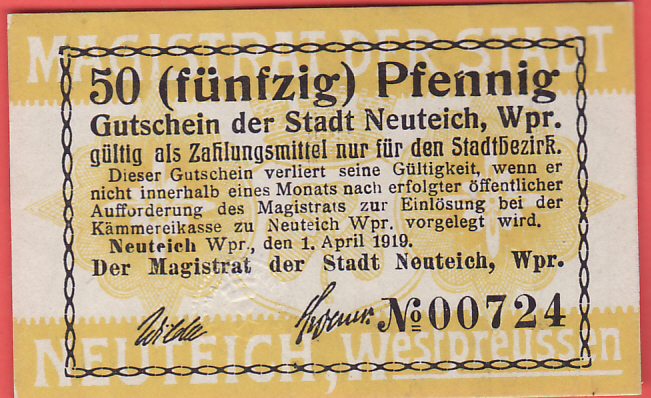 MAGISTRAT DER STADT
50 (fünfzig) Pfennig
Gutschein der Stadt Neuteich, Wpr.
gültig als Zahlungsmittel nur für den Stadtbezirk.
Dieser Gutschein verliert seine Gültigkeit, wenn er
nicht innerhalb eines Monats nach erfolgter öffentlicher
Aufforderung des Magistrats zur Einlösung bei der
Kämmereikasse zu Neuteich Wpr. vorgelegt wird.
Neuteich Wpr., den 1. April 1919.
Der Magistrat der Stadt Neuteich, Wpr.
Wilde
№ 00724
NEUTEICH, Westpreussen